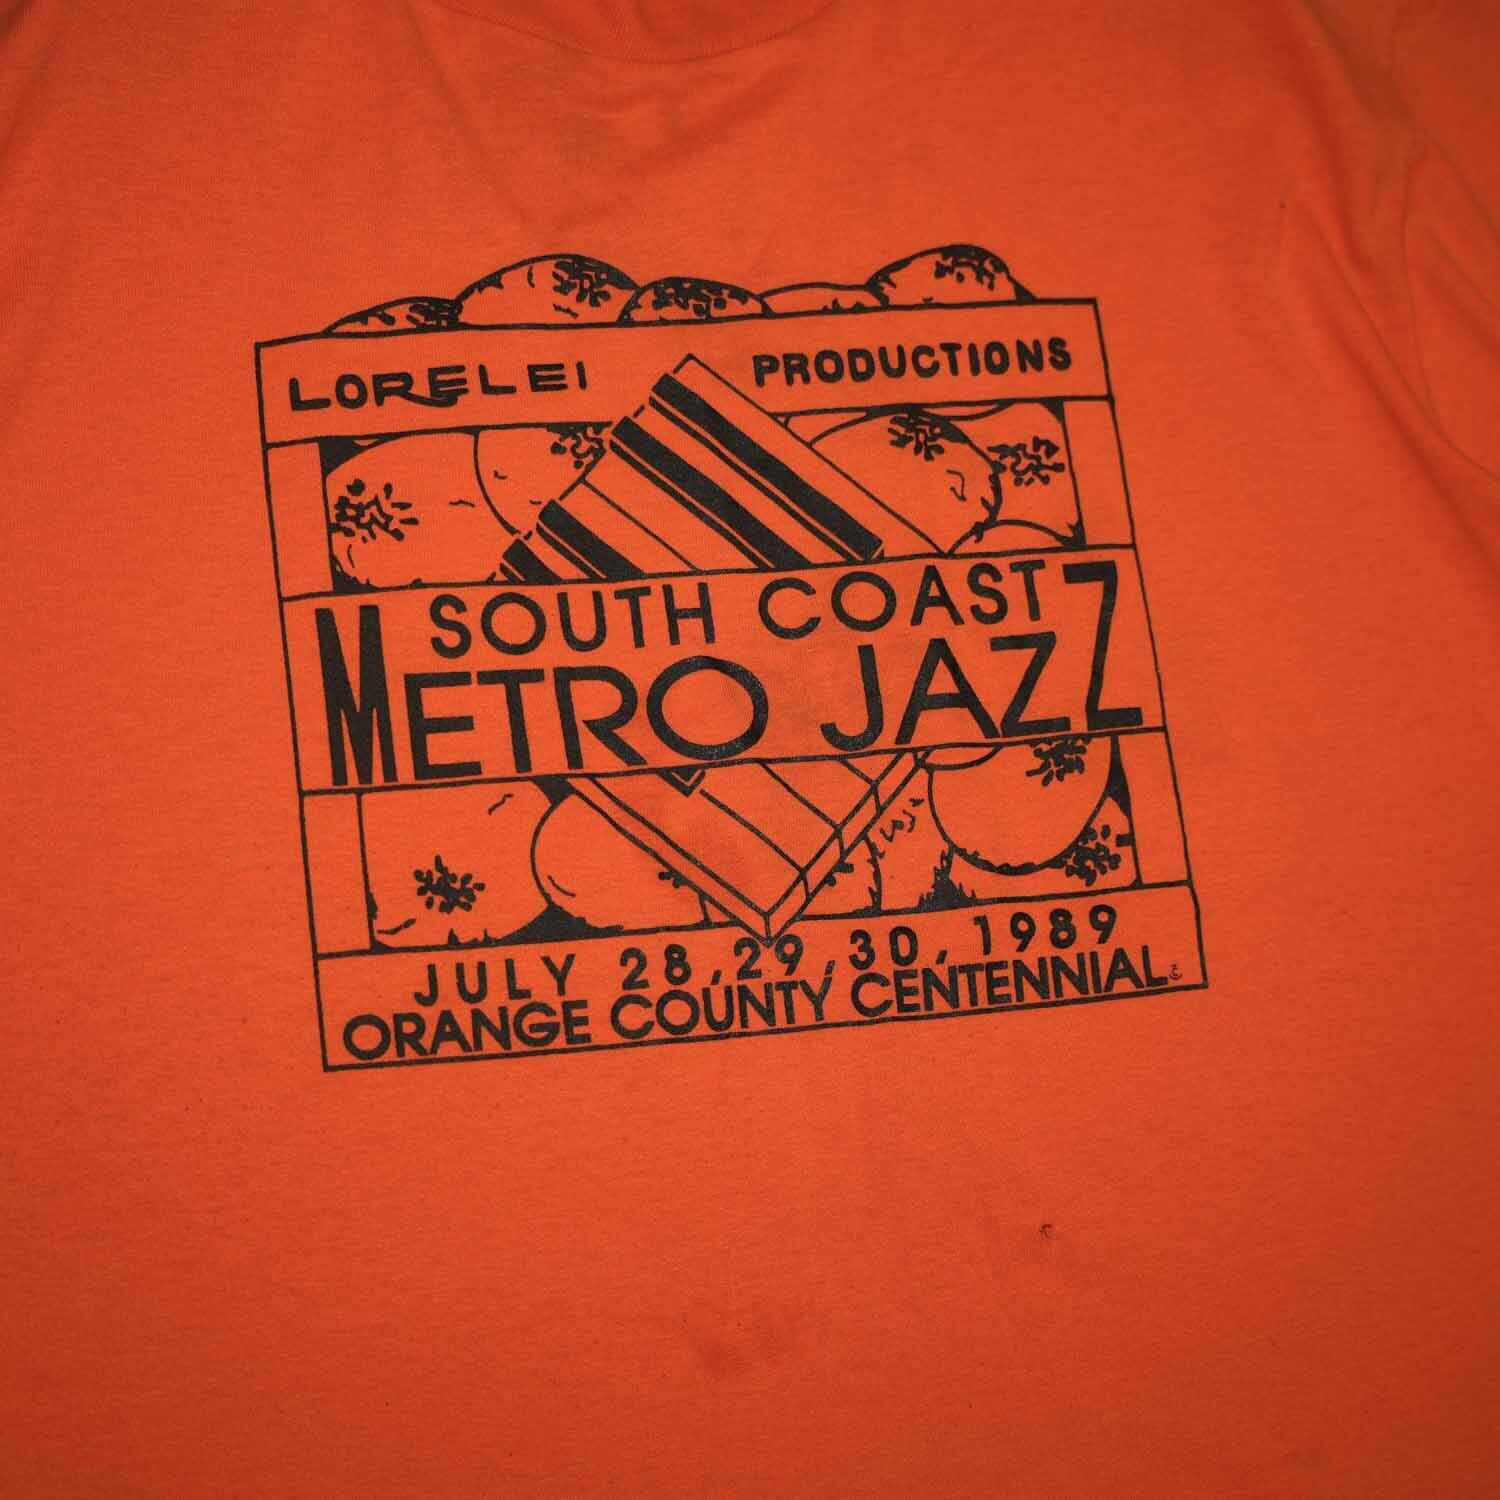 LORELEI PRODUCTIONS
SOUTH COAST
METRO JAZZ
JULY 28, 29, 30, 1989
ORANGE COUNTY CENTENNIAL